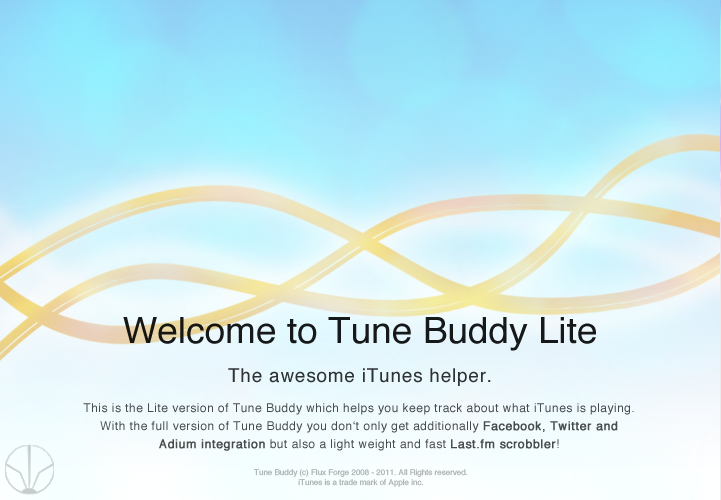 Welcome to Tune Buddy Lite
The awesome iTunes helper.
This is the Lite version of Tune Buddy which helps you keep track about what iTunes is playing.
With the full version of Tune Buddy you don't only get additionally Facebook, Twitter and
Adium integration but also a light weight and fast Last.fm scrobbler!
Tune Buddy (c) Flux Forge 2008 - 2011. All Rights reserved.
iTunes is a trade mark of Apple inc.